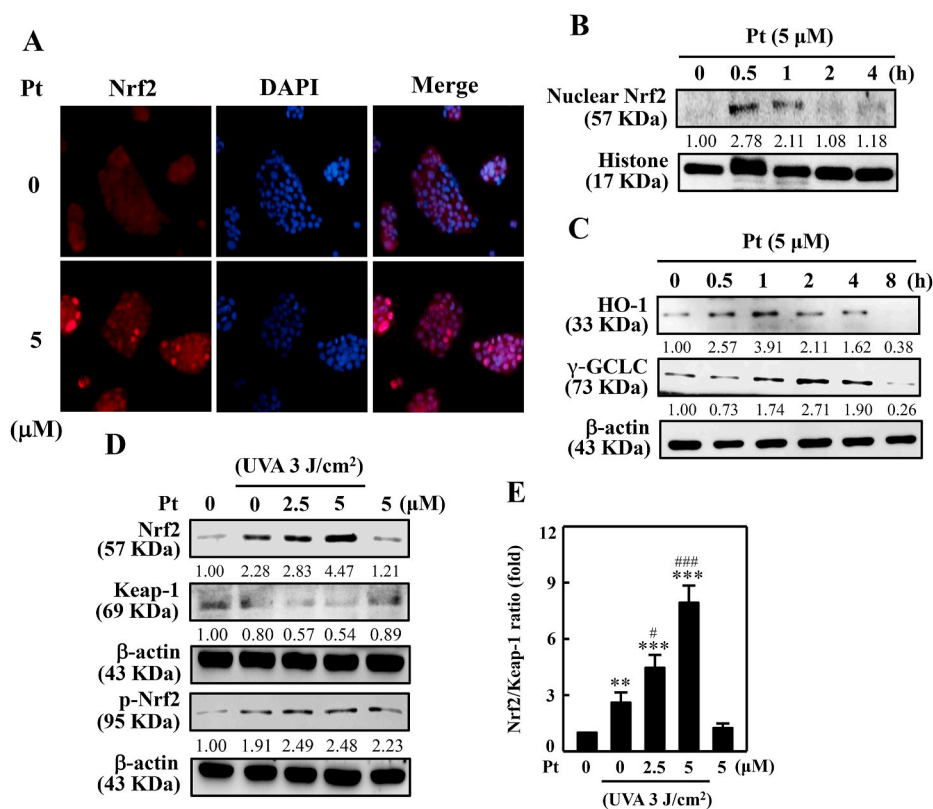 A
Pt Nrf2 DAPI Merge
0
5
(μM)
B
Pt (5 μM)
0 0.5 1 2 4 (h)
Nuclear Nrf2
(57 KDa)
1.00 2.78 2.11 1.08 1.18
Histone
(17 KDa)
C
Pt (5 μM)
0 0.5 1 2 4 8 (h)
HO-1
(33 KDa)
1.00 2.57 3.91 2.11 1.62 0.38
γ-GCLC
(73 KDa)
1.00 0.73 1.74 2.71 1.90 0.26
β-actin
(43 KDa)
D
(UVA 3 J/cm²)
Pt 0 0 2.5 5 5 (μM)
Nrf2
(57 KDa)
1.00 2.28 2.83 4.47 1.21
Keap-1
(69 KDa)
1.00 0.80 0.57 0.54 0.89
β-actin
(43 KDa)
p-Nrf2
(95 KDa)
1.00 1.91 2.49 2.48 2.23
β-actin
(43 KDa)
E
Nrf2/Keap-1 ratio (fold)
12
9
6
3
0
**
#
***
###
***
Pt 0 0 2.5 5 5 (μM)
(UVA 3 J/cm²)